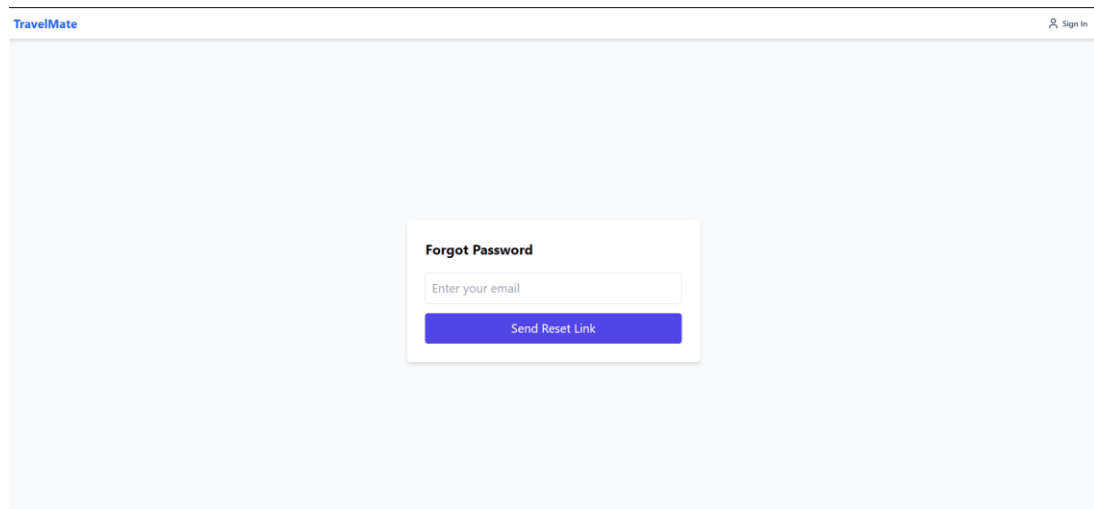 TravelMate
Sign In
Forgot Password
Enter your email
Send Reset Link